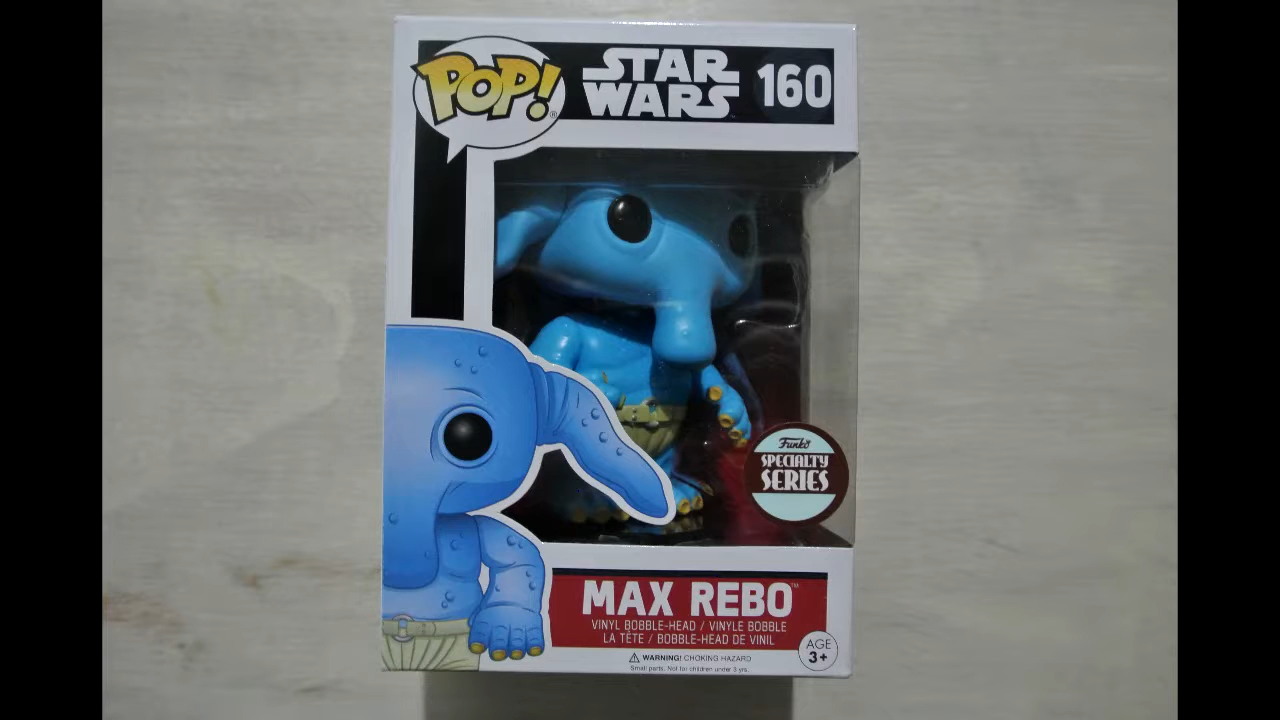 POP!
STAR
WARS
160
Funko
SPECIALTY
SERIES
MAX REBO™
VINYL BOBBLE-HEAD / VINYLE BOBBLE
LA TÊTE / BOBBLE-HEAD DE VINIL
AGE
3+
⚠ WARNING! CHOKING HAZARD
Small parts. Not for children under 3 yrs.